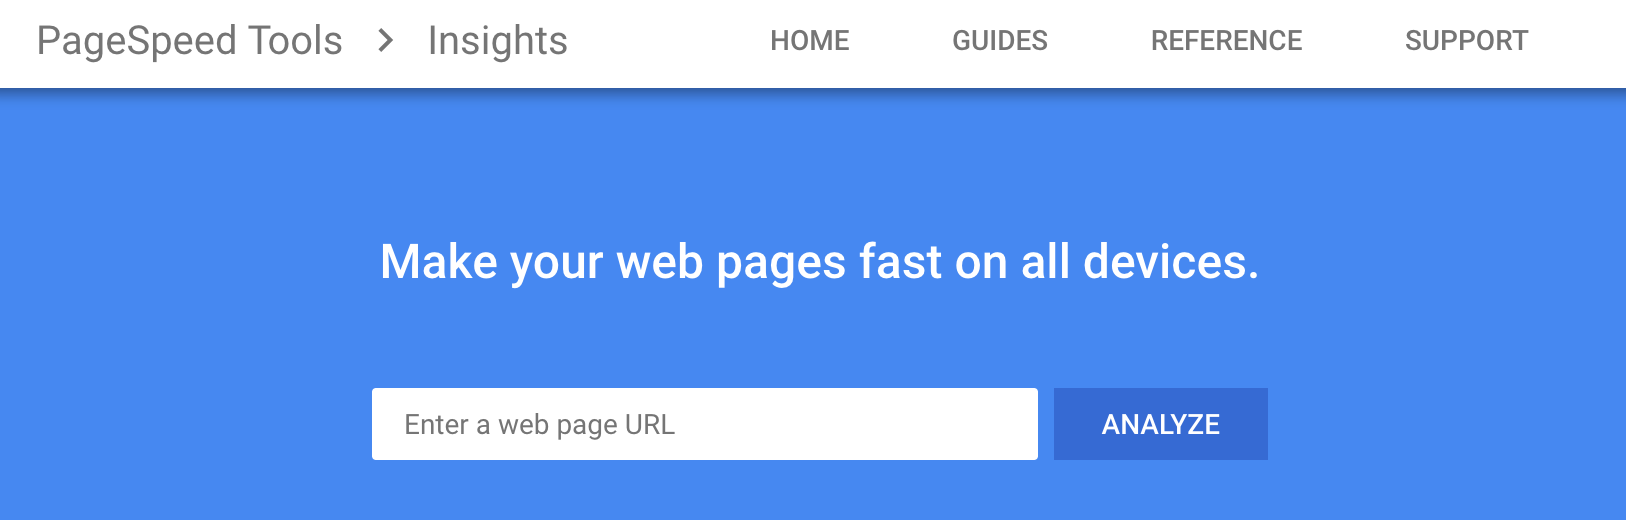 PageSpeed Tools > Insights HOME GUIDES REFERENCE SUPPORT
Make your web pages fast on all devices.
Enter a web page URL ANALYZE